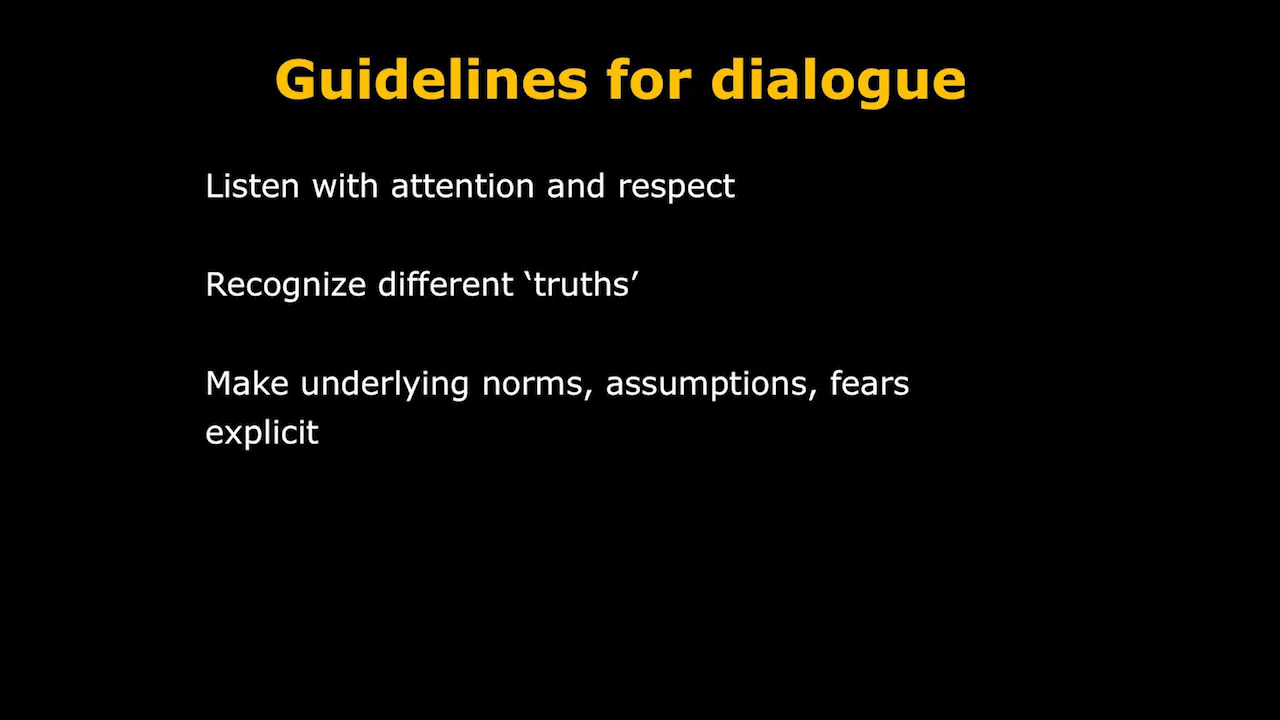 Guidelines for dialogue
Listen with attention and respect
Recognize different ‘truths’
Make underlying norms, assumptions, fears
explicit